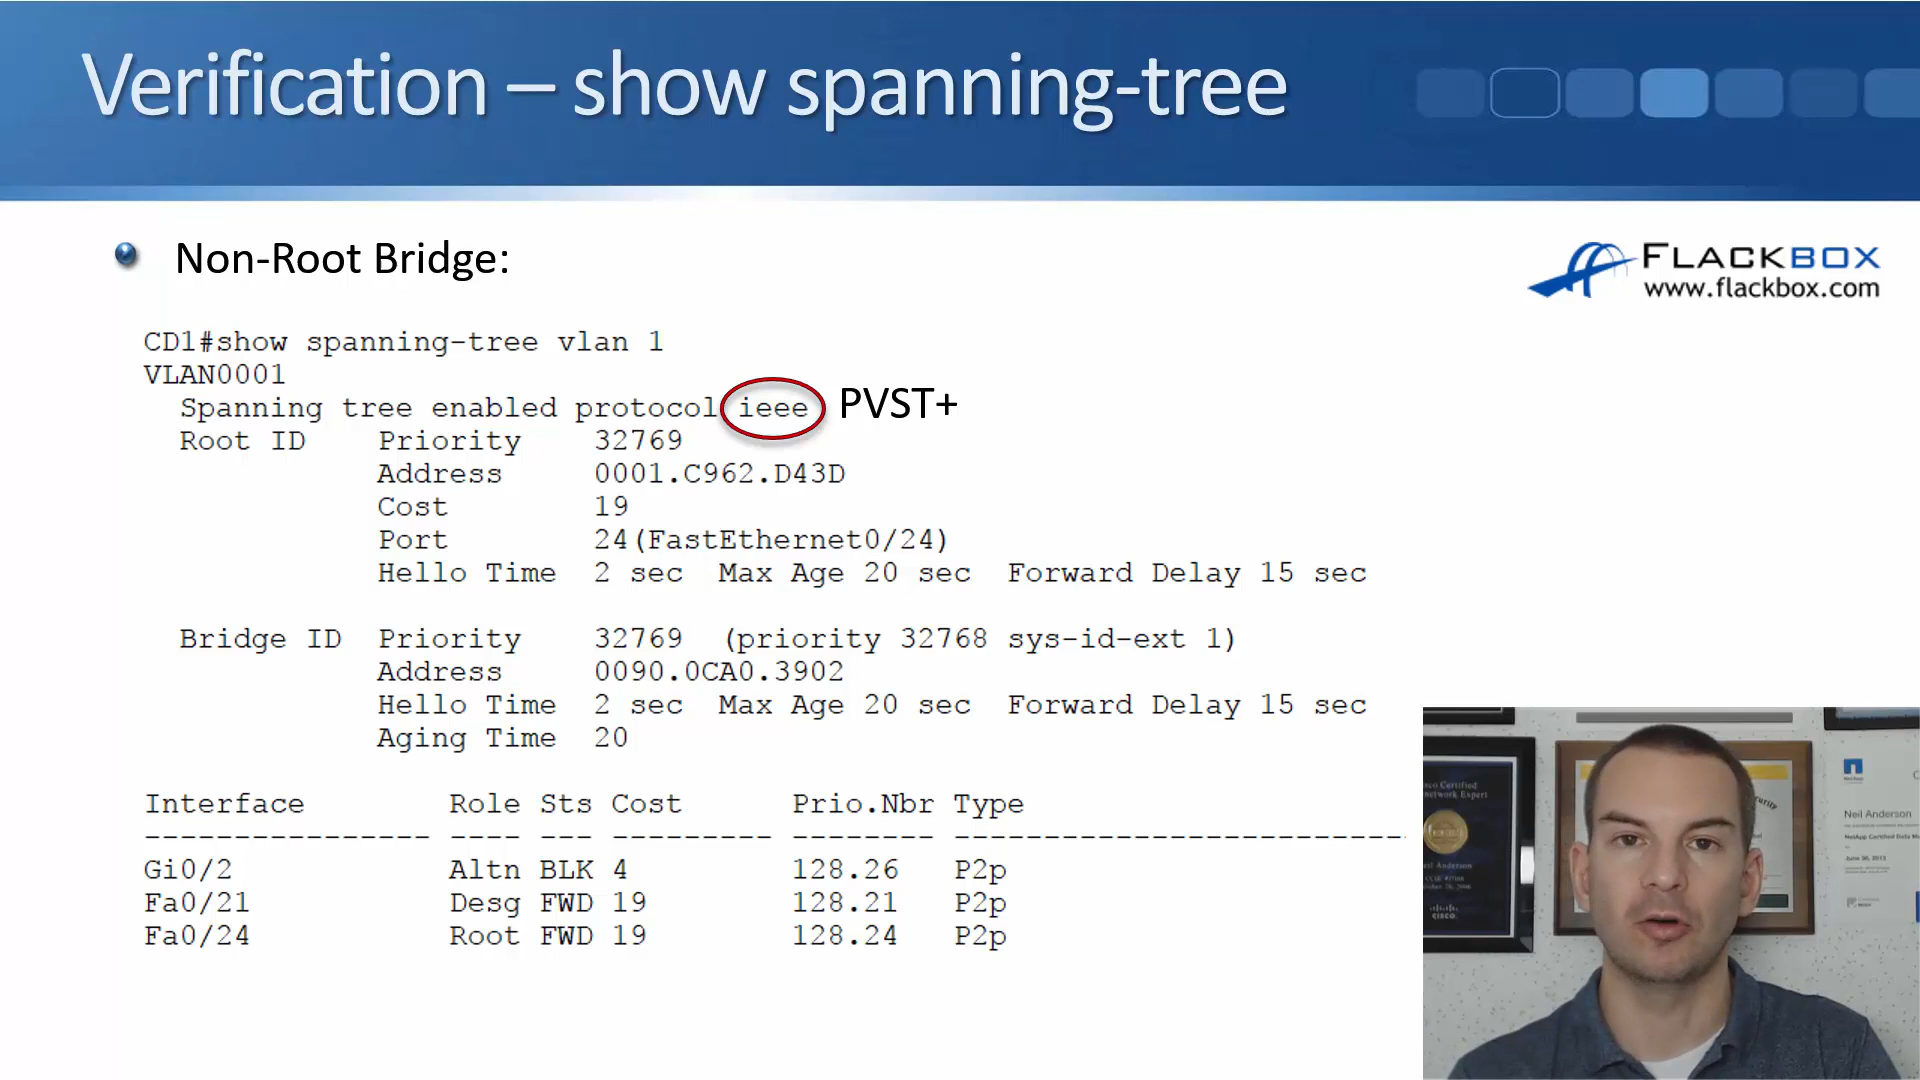 Verification – show spanning-tree
Non-Root Bridge:
FLACKBOX
www.flackbox.com
CD1#show spanning-tree vlan 1
VLAN0001
Spanning tree enabled protocol ieee PVST+
Root ID Priority 32769
Address 0001.C962.D43D
Cost 19
Port 24(FastEthernet0/24)
Hello Time 2 sec Max Age 20 sec Forward Delay 15 sec
Bridge ID Priority 32769 (priority 32768 sys-id-ext 1)
Address 0090.0CA0.3902
Hello Time 2 sec Max Age 20 sec Forward Delay 15 sec
Aging Time 20
Interface Role Sts Cost Prio.Nbr Type
---------------- ---- --- --------- -------- --------------------------
Gi0/2 Altn BLK 4 128.26 P2p
Fa0/21 Desg FWD 19 128.21 P2p
Fa0/24 Root FWD 19 128.24 P2p
Neil Anderson
CISCO